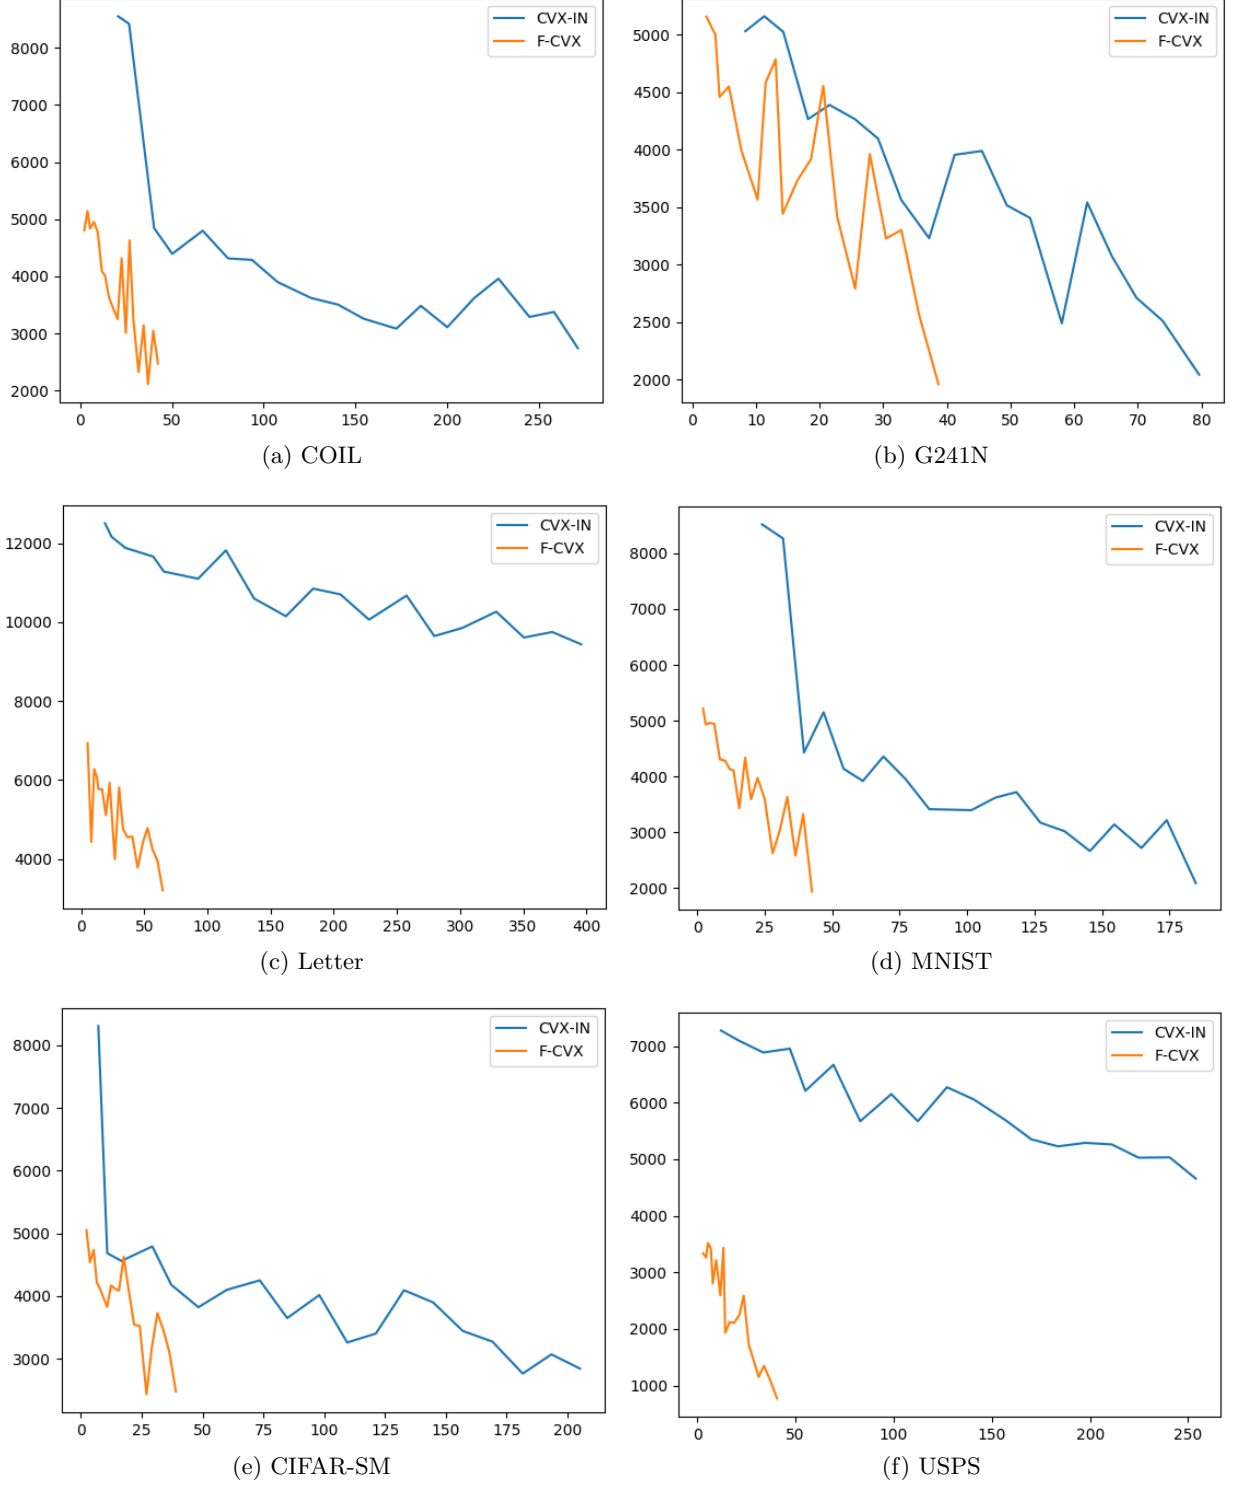 CVX-IN
F-CVX
8000
7000
6000
5000
4000
3000
2000
0 50 100 150 200 250
(a) COIL
CVX-IN
F-CVX
5000
4500
4000
3500
3000
2500
2000
0 10 20 30 40 50 60 70 80
(b) G241N
CVX-IN
F-CVX
12000
10000
8000
6000
4000
0 50 100 150 200 250 300 350 400
(c) Letter
CVX-IN
F-CVX
8000
7000
6000
5000
4000
3000
2000
0 25 50 75 100 125 150 175
(d) MNIST
CVX-IN
F-CVX
8000
7000
6000
5000
4000
3000
0 25 50 75 100 125 150 175 200
(e) CIFAR-SM
CVX-IN
F-CVX
7000
6000
5000
4000
3000
2000
1000
0 50 100 150 200 250
(f) USPS